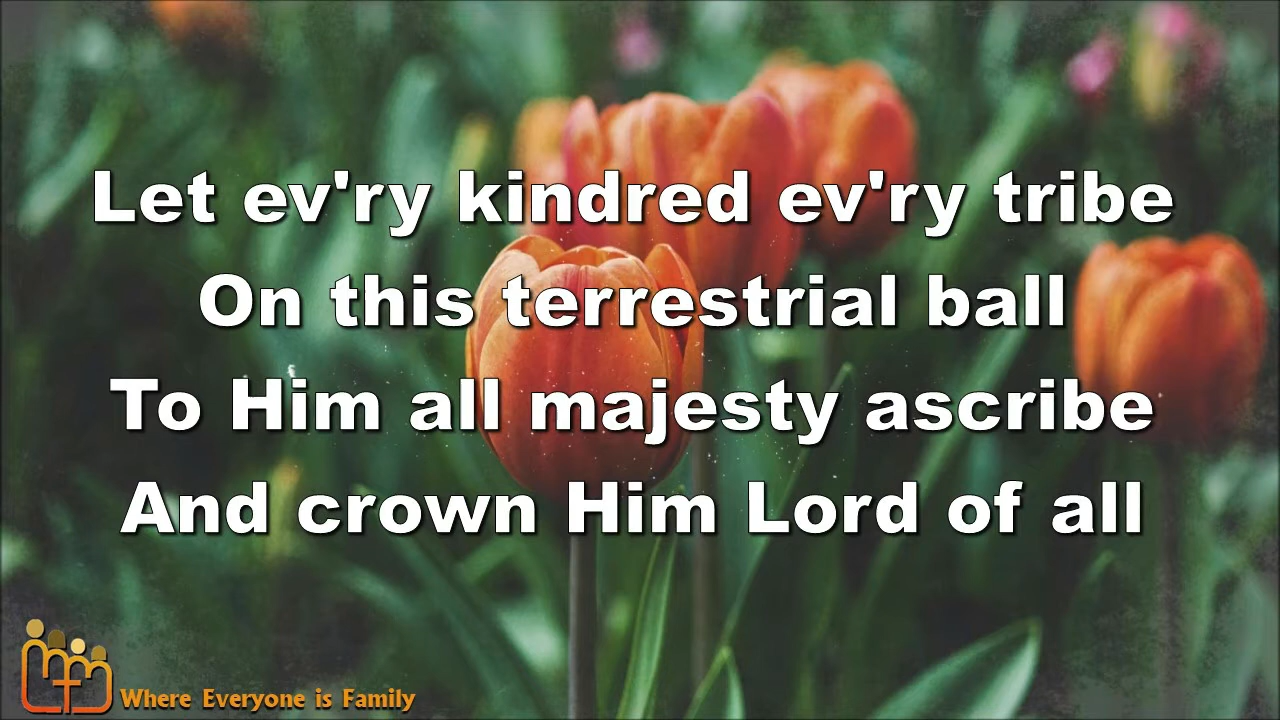 Let ev'ry kindred ev'ry tribe
On this terrestrial ball
To Him all majesty ascribe
And crown Him Lord of all
Where Everyone is Family